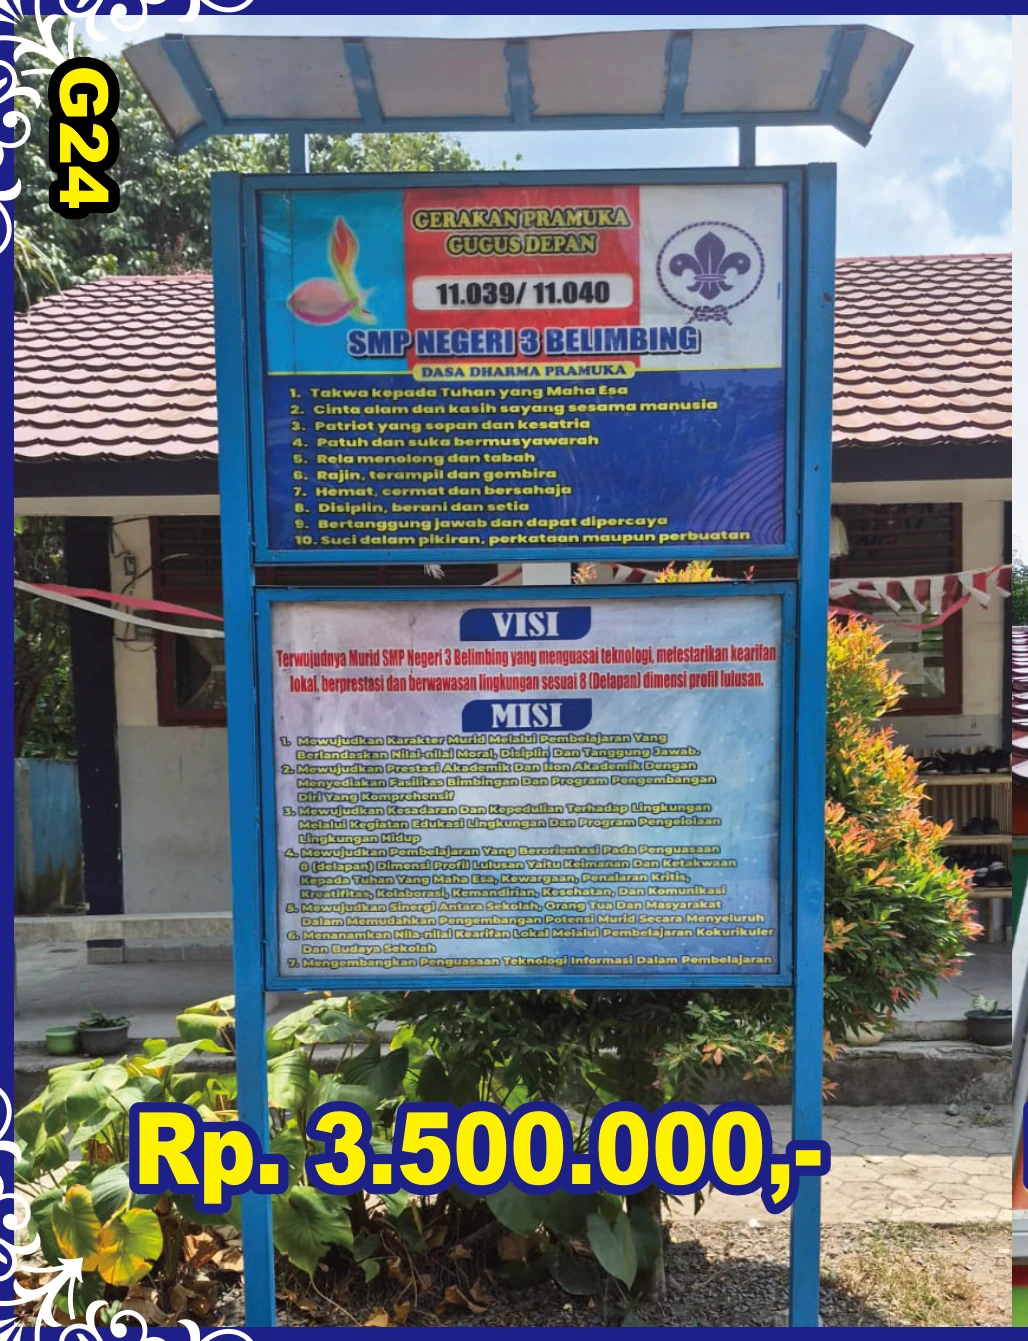 G24
GERAKAN PRAMUKA
GUGUS DEPAN
11.039/ 11.040
SMP NEGERI 3 BELIMBING
DASA DHARMA PRAMUKA
1. Takwa kepada Tuhan yang Maha Esa
2. Cinta alam dan kasih sayang sesama manusia
3. Patriot yang sopan dan kesatria
4. Patuh dan suka bermusyawarah
5. Rela menolong dan tabah
6. Rajin, terampil dan gembira
7. Hemat, cermat dan bersahaja
8. Disiplin, berani dan setia
9. Bertanggung jawab dan dapat dipercaya
10. Suci dalam pikiran, perkataan maupun perbuatan
VISI
Terwujudnya Murid SMP Negeri 3 Belimbing yang menguasai teknologi, melestarikan kearifan
lokal, berprestasi dan berwawasan lingkungan sesuai 8 (Delapan) dimensi profil lulusan.
MISI
1. Mewujudkan Karakter Murid Melalui Pembelajaran Yang
Berlandaskan Nilai-nilai Moral, Disiplin Dan Tanggung Jawab.
2. Mewujudkan Prestasi Akademik Dan Non Akademik Dengan
Menyediakan Fasilitas Bimbingan Dan Program Pengembangan
Diri Yang Komprehensif
3. Mewujudkan Kesadaran Dan Kepedulian Terhadap Lingkungan
Melalui Kegiatan Edukasi Lingkungan Dan Program Pengelolaan
Lingkungan Hidup
4. Mewujudkan Pembelajaran Yang Berorientasi Pada Penguasaan
8 (delapan) Dimensi Profil Lulusan Yaitu Keimanan Dan Ketakwaan
Kepada Tuhan Yang Maha Esa, Kewargaan, Penalaran Kritis,
Kreatifitas, Kolaborasi, Kemandirian, Kesehatan, Dan Komunikasi
5. Mewujudkan Sinergi Antara Sekolah, Orang Tua Dan Masyarakat
Dalam Memudahkan Pengembangan Potensi Murid Secara Menyeluruh
6. Menanamkan Nila-nilai Kearifan Lokal Melalui Pembelajaran Kokurikuler
Dan Budaya Sekolah
7. Mengembangkan Penguasaan Teknologi Informasi Dalam Pembelajaran
Rp. 3.500.000,-